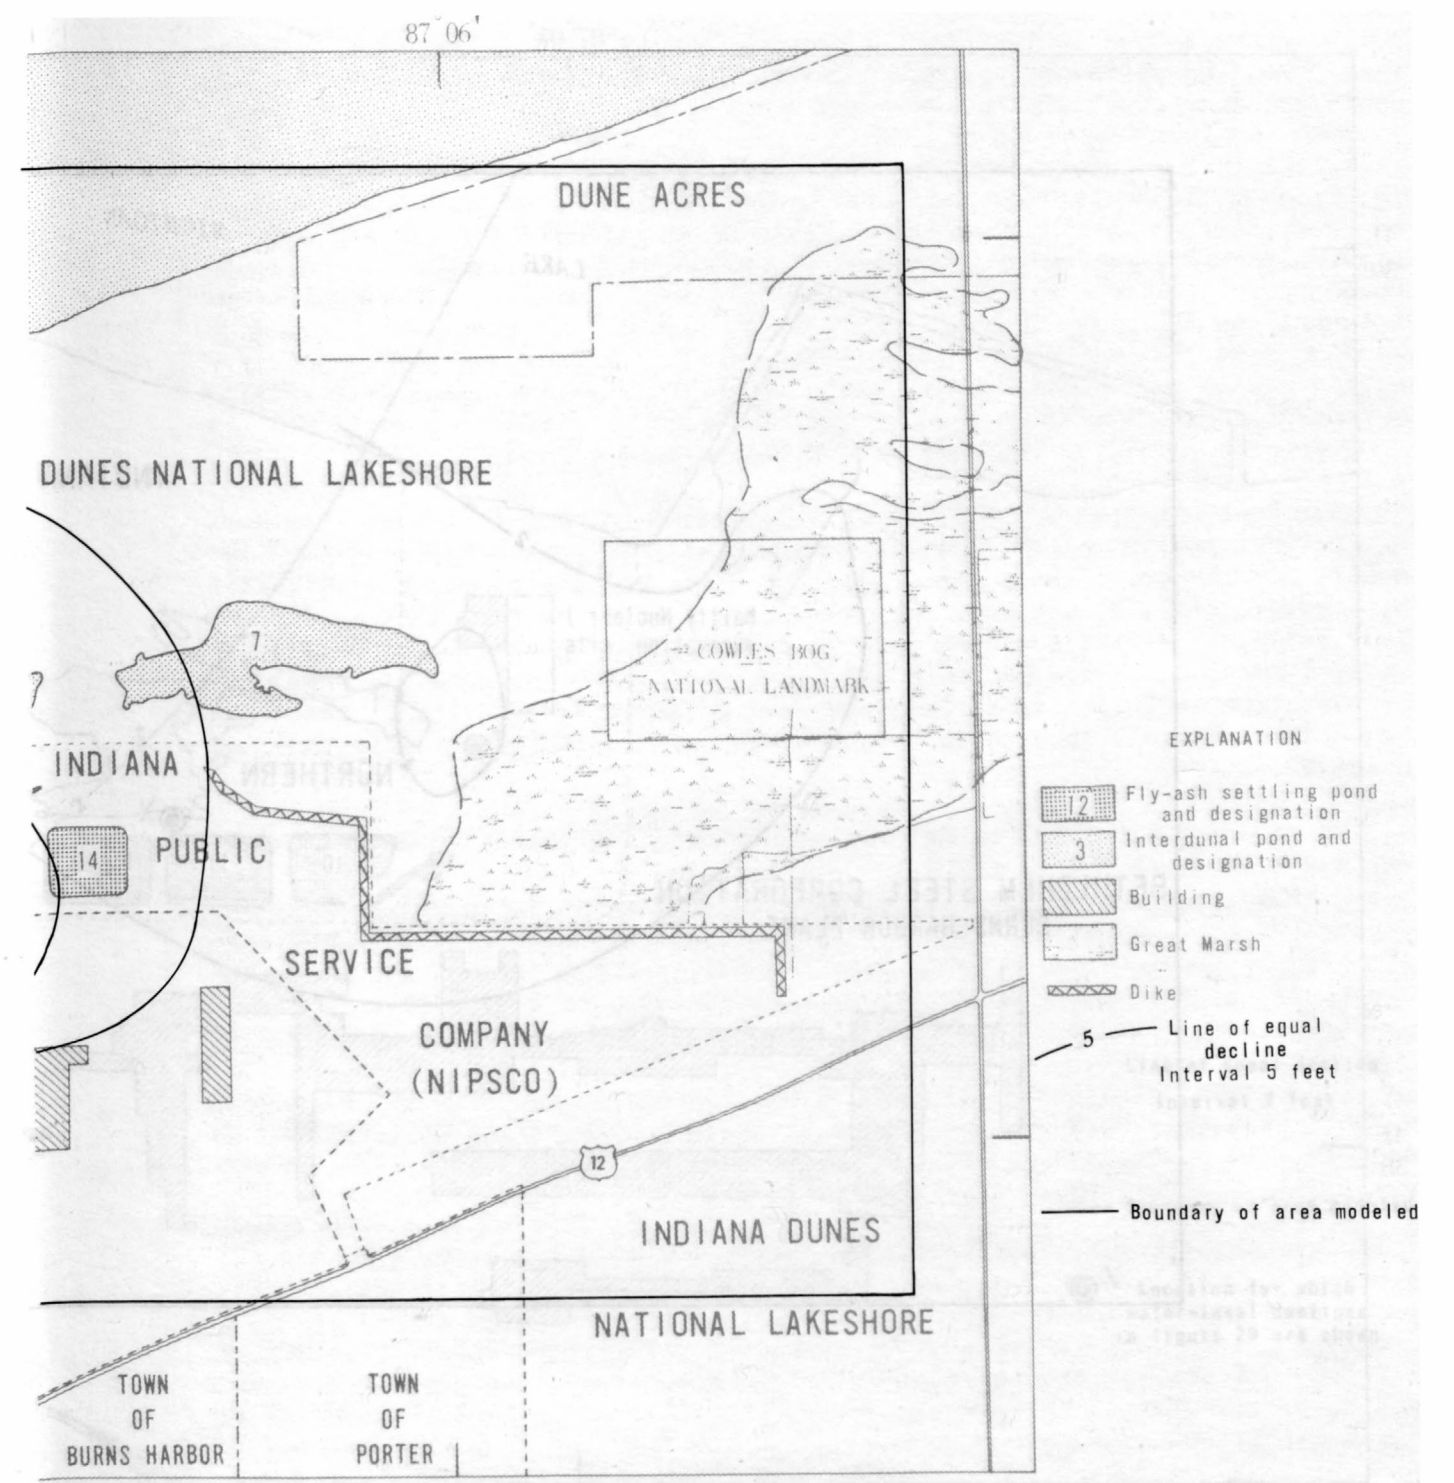 87°06'
DUNE ACRES
DUNES NATIONAL LAKESHORE
7
COWLES BOG
NATIONAL LANDMARK
INDIANA
14
PUBLIC
SERVICE
COMPANY
(NIPSCO)
12
INDIANA DUNES
NATIONAL LAKESHORE
TOWN
OF
BURNS HARBOR
TOWN
OF
PORTER
EXPLANATION
12 Fly-ash settling pond
and designation
3 Interdunal pond and
designation
Building
Great Marsh
Dike
5 Line of equal
decline
Interval 5 feet
Boundary of area modeled